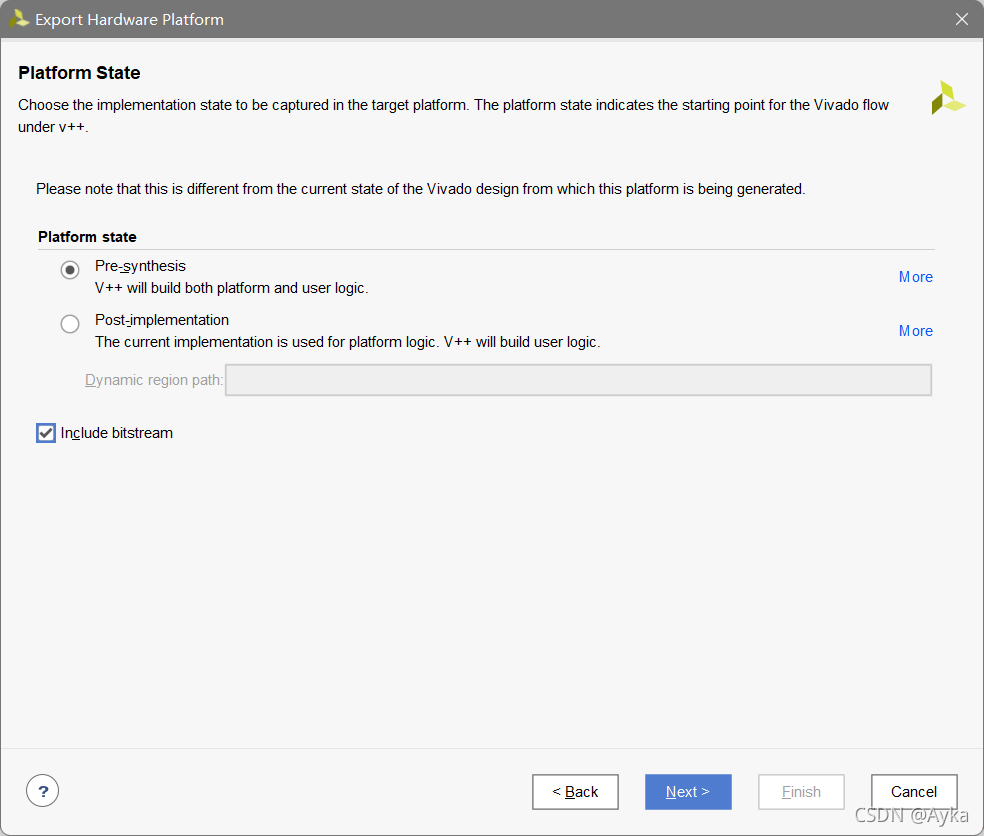 Export Hardware Platform
Platform State
Choose the implementation state to be captured in the target platform. The platform state indicates the starting point for the Vivado flow
under v++.
Please note that this is different from the current state of the Vivado design from which this platform is being generated.
Platform state
Pre-synthesis
V++ will build both platform and user logic.
More
Post-implementation
The current implementation is used for platform logic. V++ will build user logic.
More
Dynamic region path:
Include bitstream
?
< Back
Next >
Finish
Cancel
CSDN @Ayka